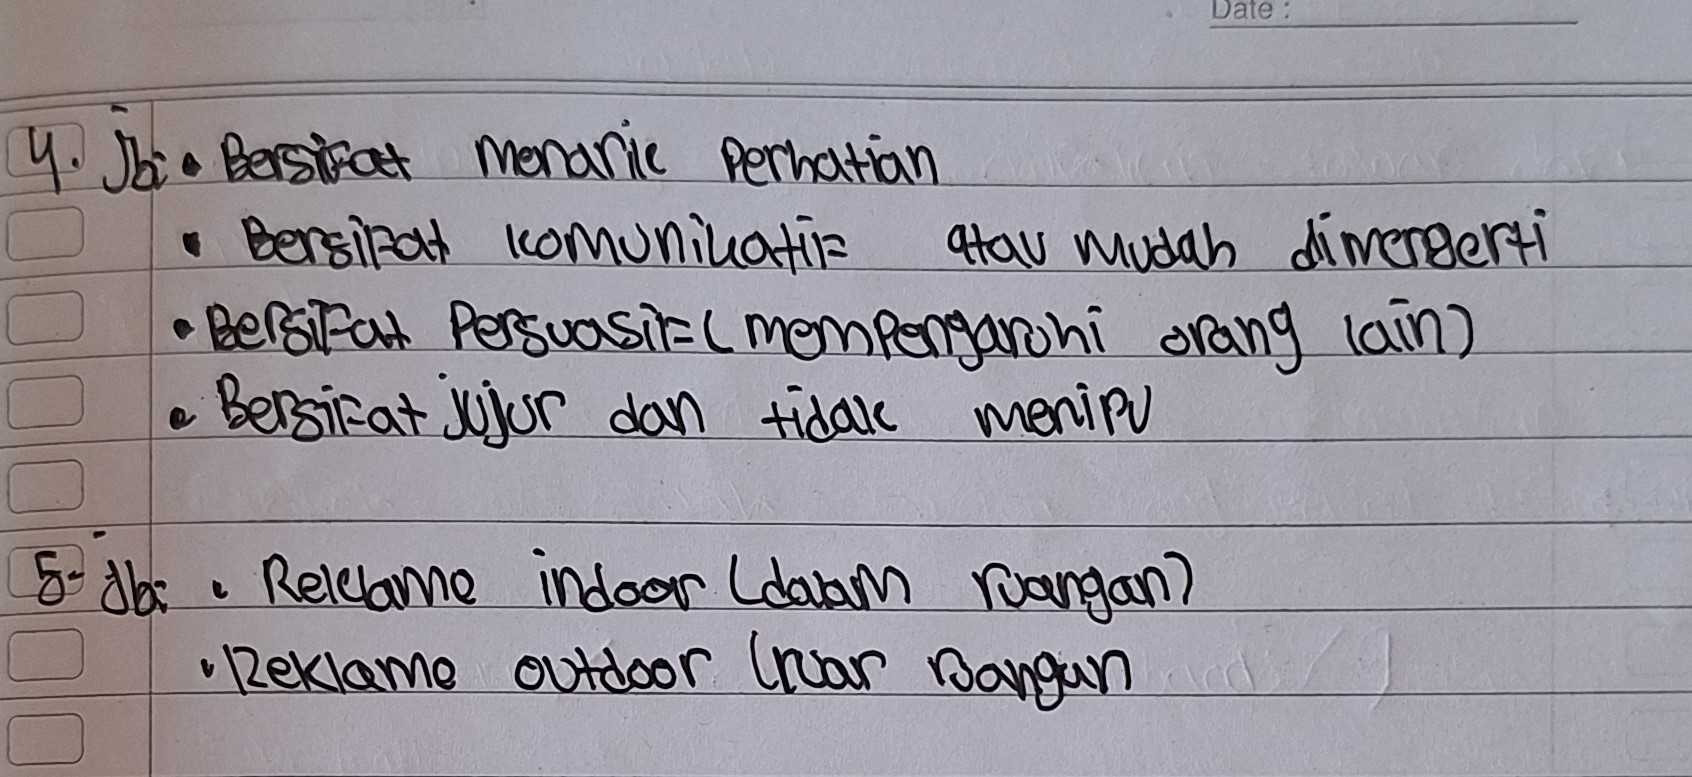 Date :
4. Jb: • Bersifat menarik perhatian
• Bersifat komunikatif atau mudah dimengerti
• Bersifat Persuasif (mempengaruhi orang lain)
• Bersifat jujur dan tidak menipu
5- Jb: • Reklame indoor (dalam ruangan)
• Reklame outdoor (luar ruangan